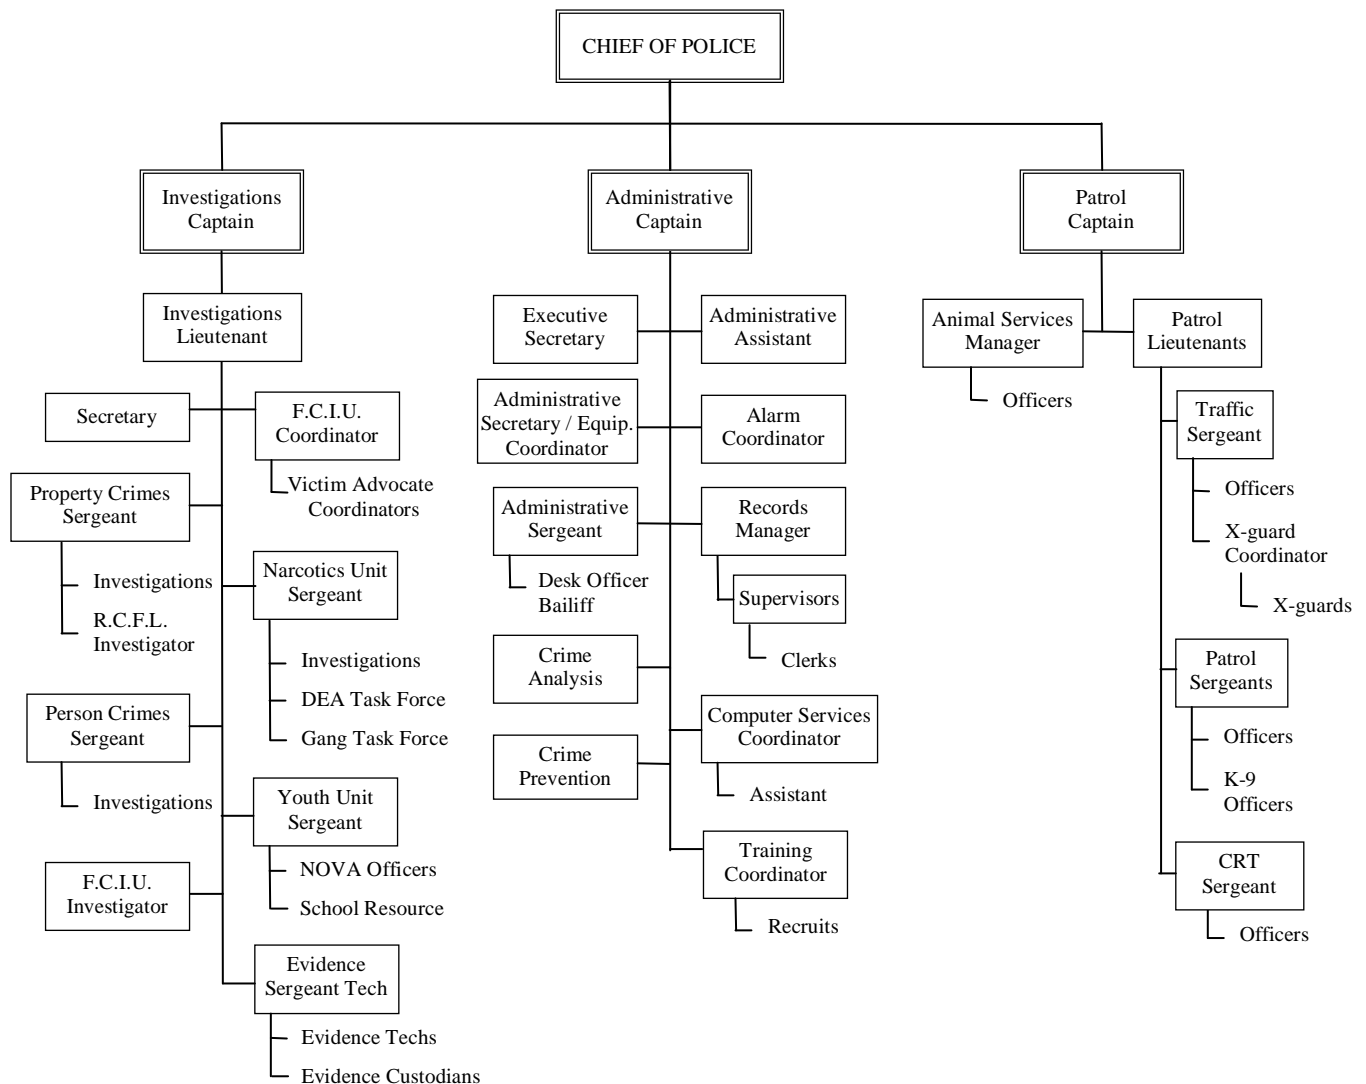 CHIEF OF POLICE
Investigations
Captain
Administrative
Captain
Patrol
Captain
Investigations
Lieutenant
Secretary
F.C.I.U.
Coordinator
Victim Advocate
Coordinators
Property Crimes
Sergeant
Investigations
R.C.F.L.
Investigator
Narcotics Unit
Sergeant
Investigations
DEA Task Force
Gang Task Force
Person Crimes
Sergeant
Investigations
Youth Unit
Sergeant
NOVA Officers
School Resource
F.C.I.U.
Investigator
Evidence
Sergeant Tech
Evidence Techs
Evidence Custodians
Executive
Secretary
Administrative
Assistant
Administrative
Secretary / Equip.
Coordinator
Alarm
Coordinator
Administrative
Sergeant
Desk Officer
Bailiff
Records
Manager
Supervisors
Clerks
Crime
Analysis
Computer Services
Coordinator
Assistant
Crime
Prevention
Training
Coordinator
Recruits
Animal Services
Manager
Officers
Patrol
Lieutenants
Traffic
Sergeant
Officers
X-guard
Coordinator
X-guards
Patrol
Sergeants
Officers
K-9
Officers
CRT
Sergeant
Officers